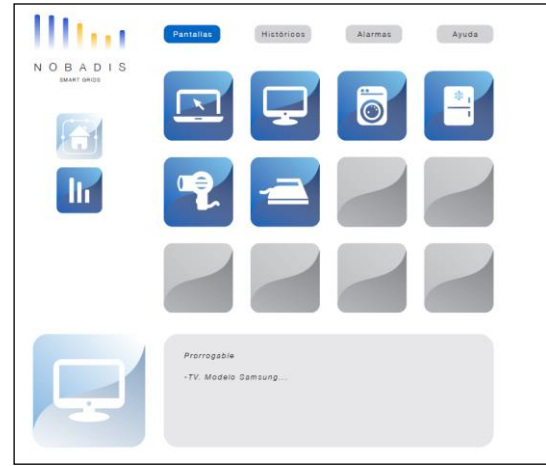 Pantallas
Históricos
Alarmas
Ayuda
NOBADIS
SMART GRIDS
Prorrogable
-TV. Modelo Samsung...